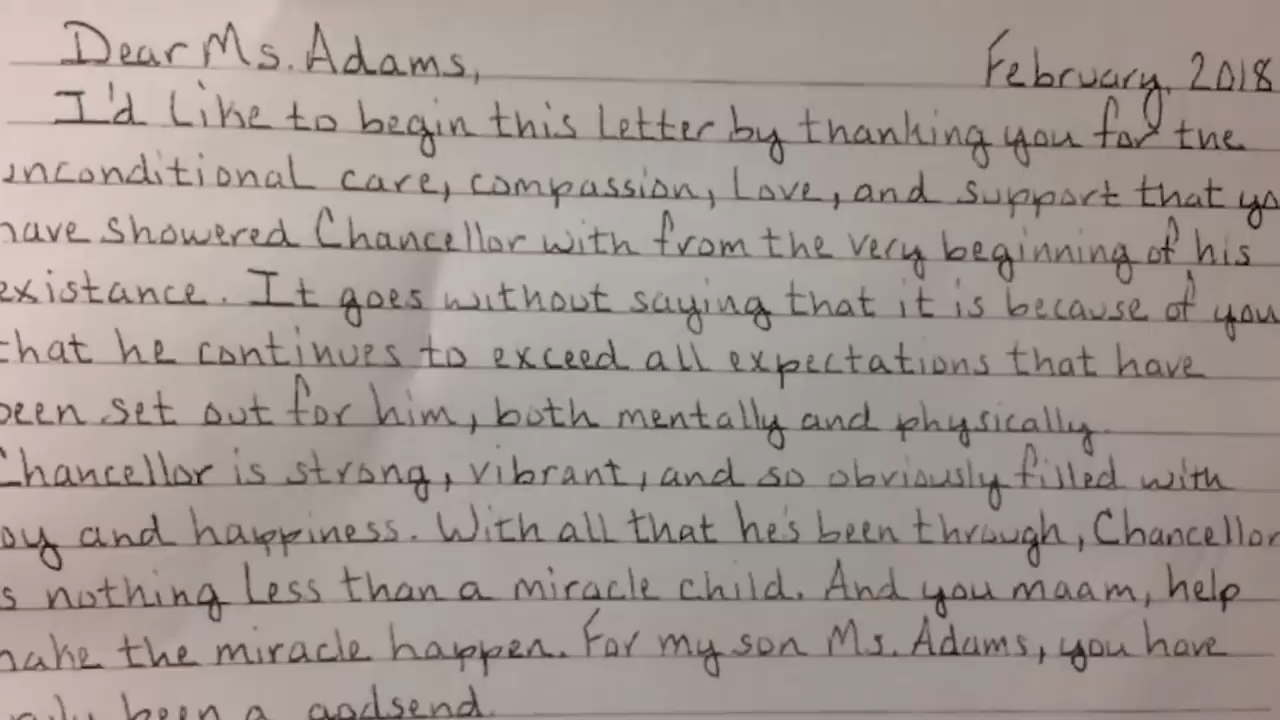 Dear Ms. Adams, February, 2018
I'd like to begin this letter by thanking you for the
unconditional care, compassion, love, and support that yo
have showered Chancellor with from the very beginning of his
existance. It goes without saying that it is because of you
that he continues to exceed all expectations that have
been set out for him, both mentally and physically.
Chancellor is strong, vibrant, and so obviously filled with
oy and happiness. With all that he's been through, Chancellor
s nothing less than a miracle child. And you maam, help
make the miracle happen. For my son Ms. Adams, you have
been a godsend.